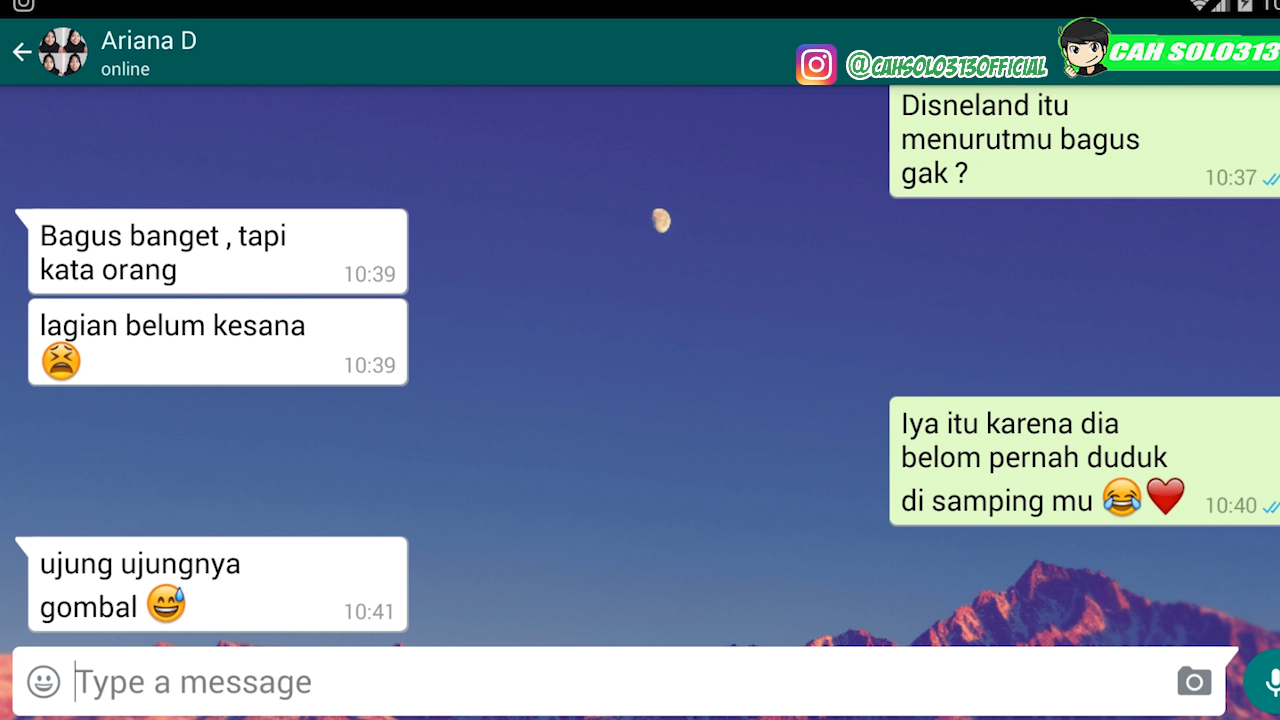 Ariana D
online
@CAHSOLO313OFFICIAL
CAH SOLO313
Disneland itu
menurutmu bagus
gak ?
10:37
Bagus banget , tapi
kata orang
10:39
lagian belum kesana
😫
10:39
Iya itu karena dia
belom pernah duduk
di samping mu 😂❤️
10:40
ujung ujungnya
gombal 😅
10:41
Type a message